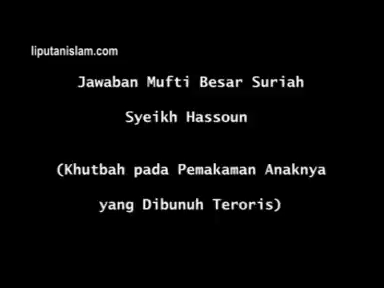 liputanislam.com
Jawaban Mufti Besar Suriah
Syeikh Hassoun
(Khutbah pada Pemakaman Anaknya
yang Dibunuh Teroris)